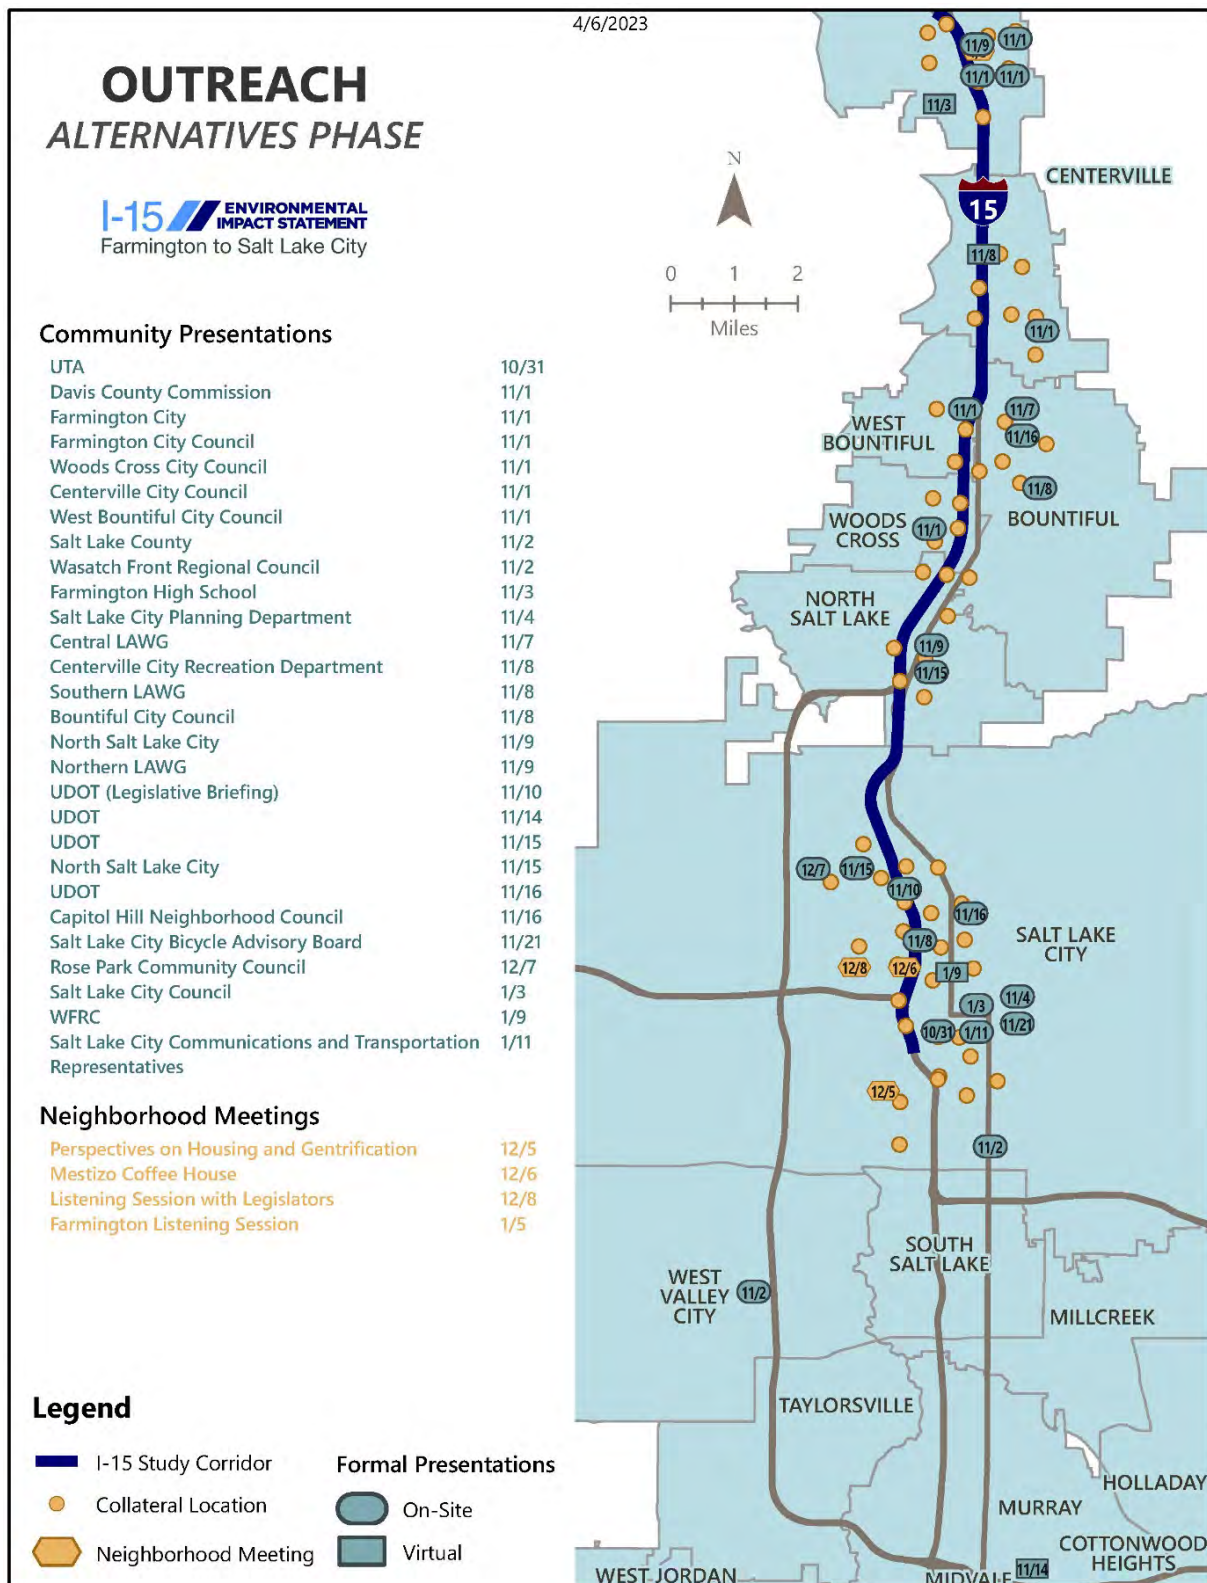 4/6/2023
OUTREACH
ALTERNATIVES PHASE
I-15 ENVIRONMENTAL
IMPACT STATEMENT
Farmington to Salt Lake City
Community Presentations
UTA 10/31
Davis County Commission 11/1
Farmington City 11/1
Farmington City Council 11/1
Woods Cross City Council 11/1
Centerville City Council 11/1
West Bountiful City Council 11/1
Salt Lake County 11/2
Wasatch Front Regional Council 11/2
Farmington High School 11/3
Salt Lake City Planning Department 11/4
Central LAWG 11/7
Centerville City Recreation Department 11/8
Southern LAWG 11/8
Bountiful City Council 11/8
North Salt Lake City 11/9
Northern LAWG 11/9
UDOT (Legislative Briefing) 11/10
UDOT 11/14
UDOT 11/15
North Salt Lake City 11/15
UDOT 11/16
Capitol Hill Neighborhood Council 11/16
Salt Lake City Bicycle Advisory Board 11/21
Rose Park Community Council 12/7
Salt Lake City Council 1/3
WFRC 1/9
Salt Lake City Communications and Transportation 1/11
Representatives
Neighborhood Meetings
Perspectives on Housing and Gentrification 12/5
Mestizo Coffee House 12/6
Listening Session with Legislators 12/8
Farmington Listening Session 1/5
Legend
I-15 Study Corridor
Collateral Location
Neighborhood Meeting
Formal Presentations
On-Site
Virtual
N
0 1 2
Miles
11/9 11/1
11/1 11/1
11/3
CENTERVILLE
15
11/8
11/1
11/1 11/7
WEST
BOUNTIFUL
11/16
11/8
BOUNTIFUL
WOODS
CROSS
11/1
NORTH
SALT LAKE
11/9
11/15
12/7 11/15
11/10
11/16
11/8
SALT LAKE
CITY
12/8 12/6 1/9
1/3 11/4
10/31 1/11 11/21
12/5
11/2
SOUTH
SALT LAKE
WEST
VALLEY
CITY
11/2
MILLCREEK
TAYLORSVILLE
HOLLADAY
MURRAY
COTTONWOOD
HEIGHTS
WEST JORDAN
MIDVALE
11/14